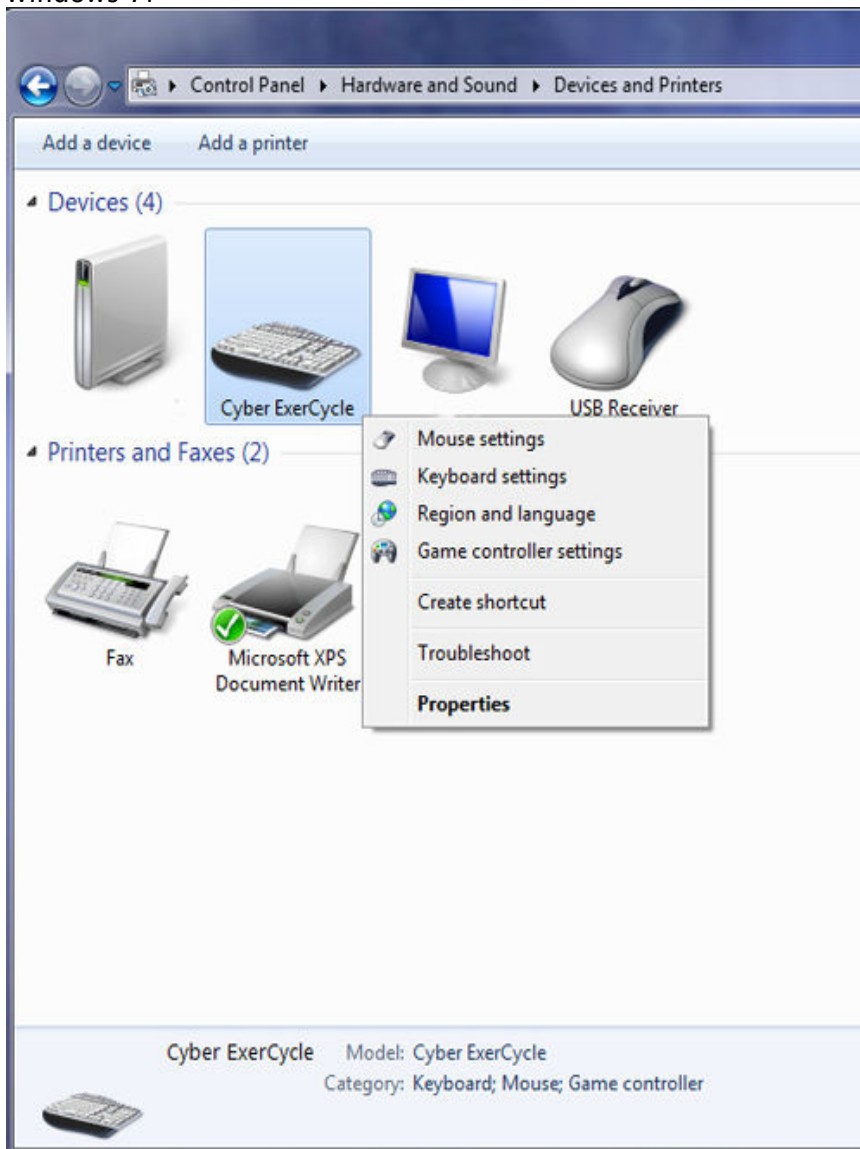 Windows 7:
Control Panel ▸ Hardware and Sound ▸ Devices and Printers
Add a device Add a printer
Devices (4)
Cyber ExerCycle
USB Receiver
Mouse settings
Keyboard settings
Region and language
Game controller settings
Create shortcut
Troubleshoot
Properties
Printers and Faxes (2)
Fax
Microsoft XPS
Document Writer
Cyber ExerCycle Model: Cyber ExerCycle
Category: Keyboard; Mouse; Game controller